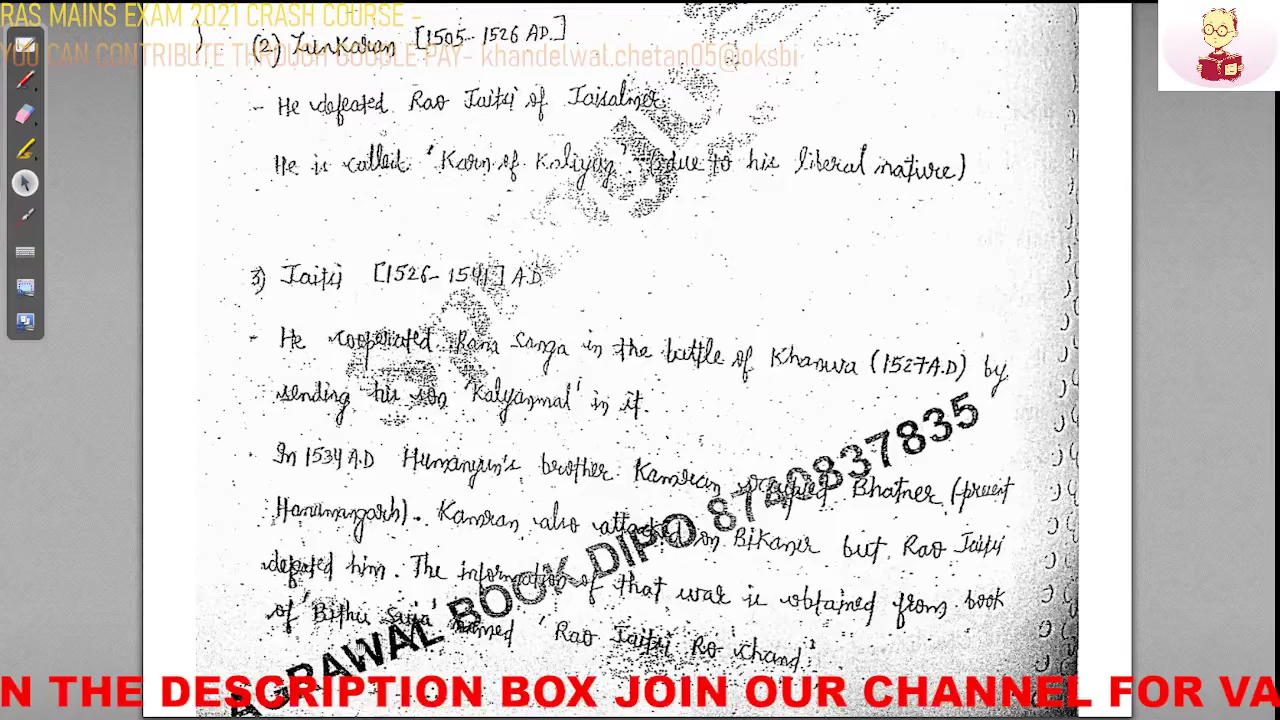 RAS MAINS EXAM 2021 CRASH COURSE -
YOU CAN CONTRIBUTE THROUGH GOOGLE PAY- khandelwal.chetan05@oksbi
(2) LunKaran [1505- 1526 AD.]
- He defeated Rao Jaitsi of Jaisalmer
He is called 'Karn of Kaliyug' (due to his liberal nature)
3) Jaitsi [1526- 1541] A.D
- He cooperated Rana Sanga in the battle of Khanwa (1527A.D) by
sending his son 'Kalyanmal' in it.
- In 1534 A.D Humanyun's brother Kamran occupied Bhatner (present
Hanumangarh). Kamran also attacked on Bikaner but Rao Jaitsi
defeated him. The information of that war is obtained from book
of 'Bithu Suja' named 'Rao Jaitsi Ro Chand'
AGRAWAL BOOK DIPO 8740837835
N THE DESCRIPTION BOX JOIN OUR CHANNEL FOR VA